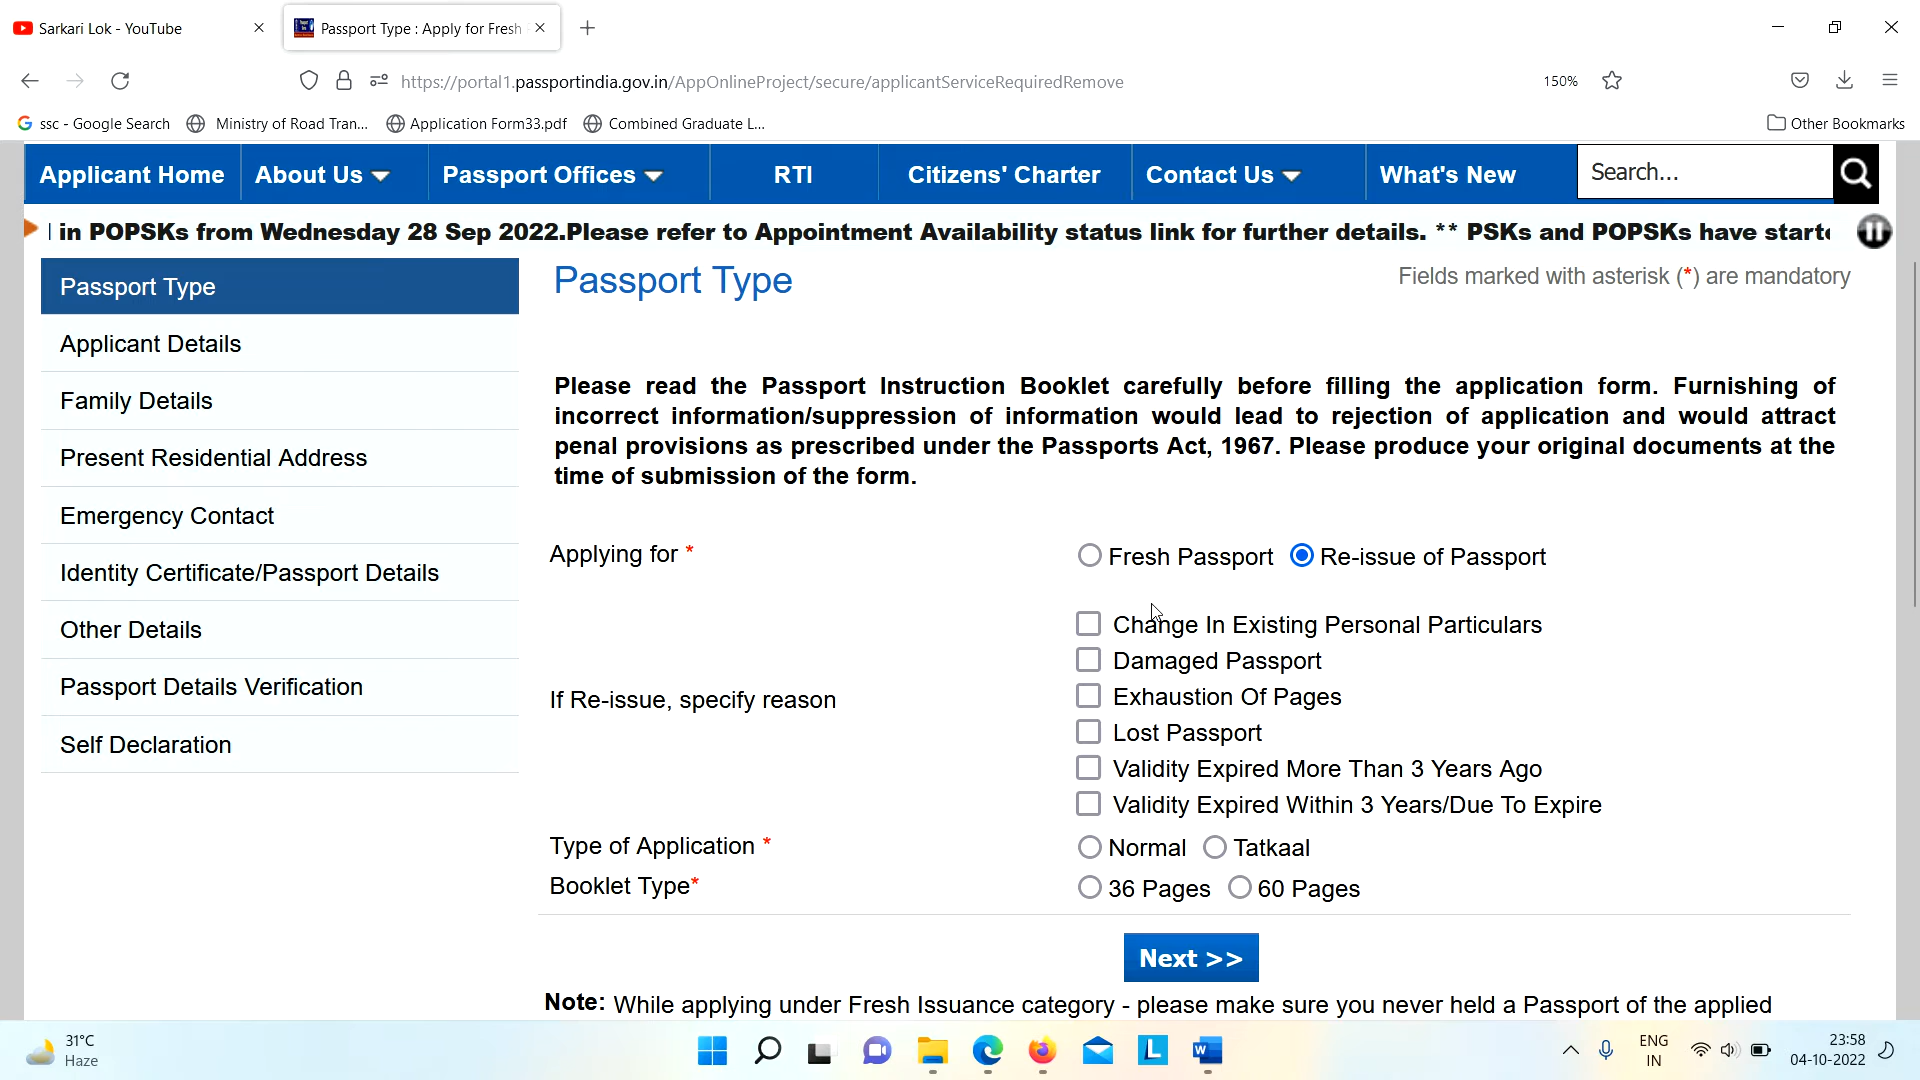 Sarkari Lok - YouTube
Passport Type : Apply for Fresh
https://portal1.passportindia.gov.in/AppOnlineProject/secure/applicantServiceRequiredRemove
150%
ssc - Google Search
Ministry of Road Tran...
Application Form33.pdf
Combined Graduate L...
Other Bookmarks
Applicant Home
About Us
Passport Offices
RTI
Citizens' Charter
Contact Us
What's New
Search...
in POPSKs from Wednesday 28 Sep 2022.Please refer to Appointment Availability status link for further details. ** PSKs and POPSKs have starte
Passport Type
Applicant Details
Family Details
Present Residential Address
Emergency Contact
Identity Certificate/Passport Details
Other Details
Passport Details Verification
Self Declaration
Passport Type
Fields marked with asterisk (*) are mandatory
Please read the Passport Instruction Booklet carefully before filling the application form. Furnishing of
incorrect information/suppression of information would lead to rejection of application and would attract
penal provisions as prescribed under the Passports Act, 1967. Please produce your original documents at the
time of submission of the form.
Applying for *
Fresh Passport
Re-issue of Passport
If Re-issue, specify reason
Change In Existing Personal Particulars
Damaged Passport
Exhaustion Of Pages
Lost Passport
Validity Expired More Than 3 Years Ago
Validity Expired Within 3 Years/Due To Expire
Type of Application *
Normal
Tatkaal
Booklet Type*
36 Pages
60 Pages
Next >>
Note: While applying under Fresh Issuance category - please make sure you never held a Passport of the applied
31°C
Haze
L
W
ENG
IN
23:58
04-10-2022